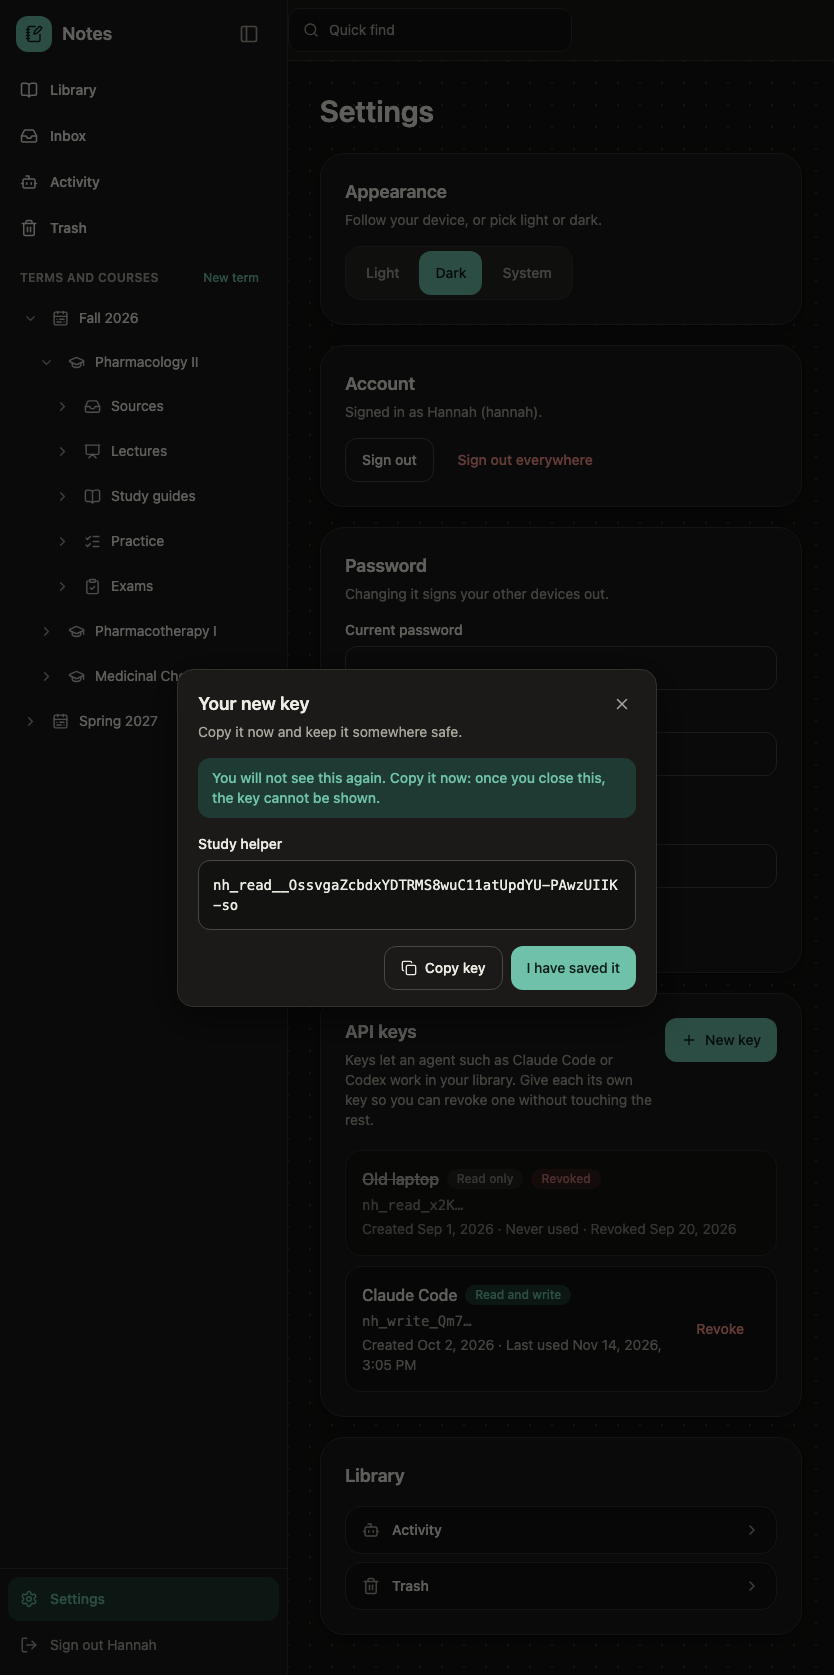 Notes
Quick find
Library
Inbox
Activity
Trash
TERMS AND COURSES
New term
Fall 2026
Pharmacology II
Sources
Lectures
Study guides
Practice
Exams
Pharmacotherapy I
Medicinal Ch
Spring 2027
Settings
Sign out Hannah
Settings
Appearance
Follow your device, or pick light or dark.
Light
Dark
System
Account
Signed in as Hannah (hannah).
Sign out
Sign out everywhere
Password
Changing it signs your other devices out.
Current password
Your new key
Copy it now and keep it somewhere safe.
You will not see this again. Copy it now: once you close this,
the key cannot be shown.
Study helper
nh_read__OssvgaZcbdxYDTRMS8wuC11atUpdYU-PAwzUIIK
-so
Copy key
I have saved it
API keys
New key
Keys let an agent such as Claude Code or
Codex work in your library. Give each its own
key so you can revoke one without touching the
rest.
Old laptop
Read only
Revoked
nh_read_x2K…
Created Sep 1, 2026 · Never used · Revoked Sep 20, 2026
Claude Code
Read and write
nh_write_Qm7…
Created Oct 2, 2026 · Last used Nov 14, 2026,
3:05 PM
Revoke
Library
Activity
Trash